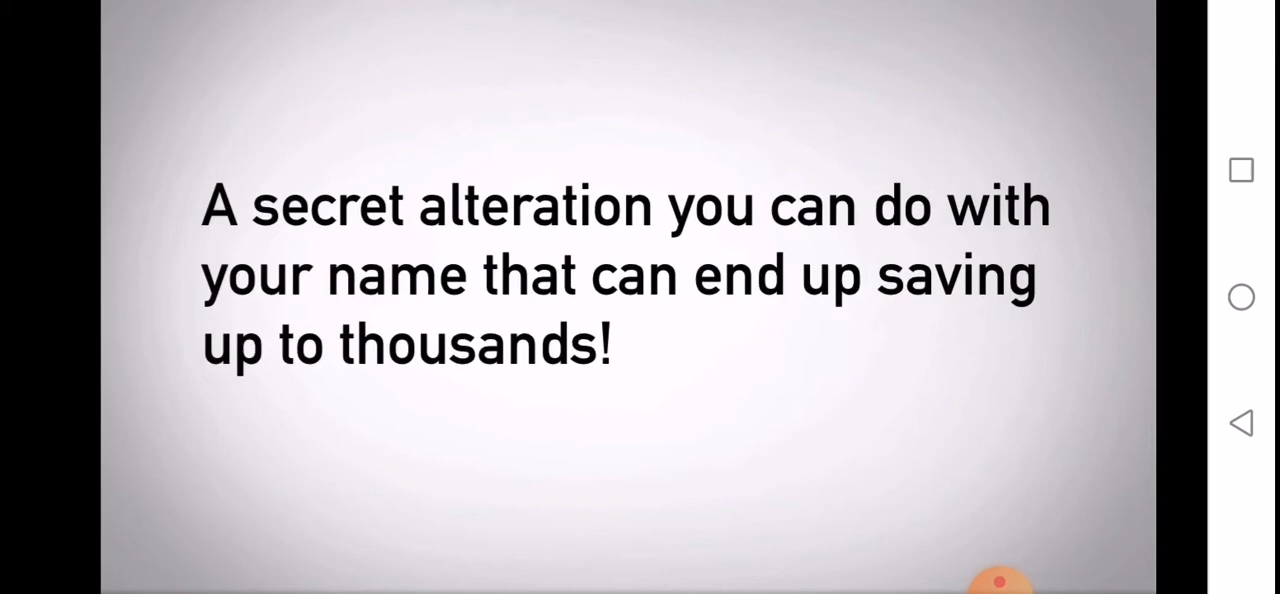 A secret alteration you can do with
your name that can end up saving
up to thousands!